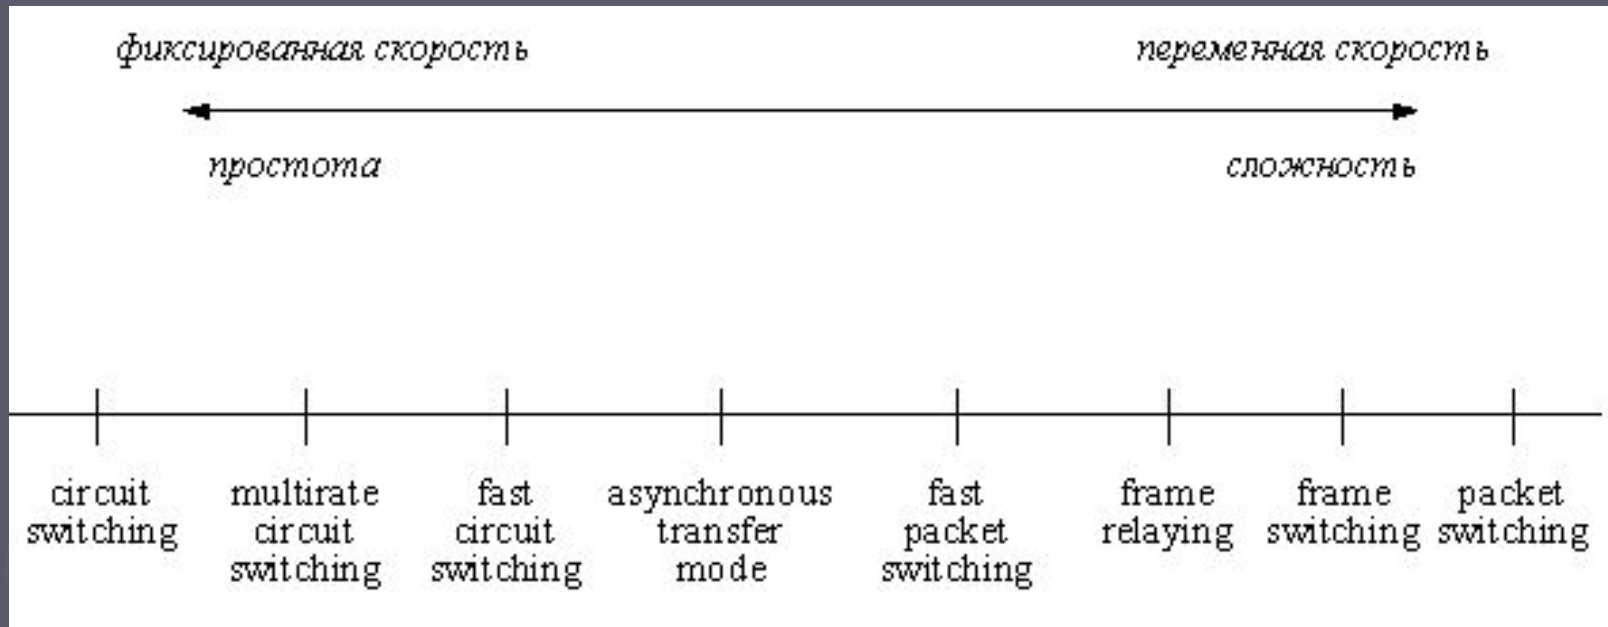 фиксированная скорость
переменная скорость
простота
сложность
circuit
switching
multirate
circuit
switching
fast
circuit
switching
asynchronous
transfer
mode
fast
packet
switching
frame
relaying
frame
switching
packet
switching